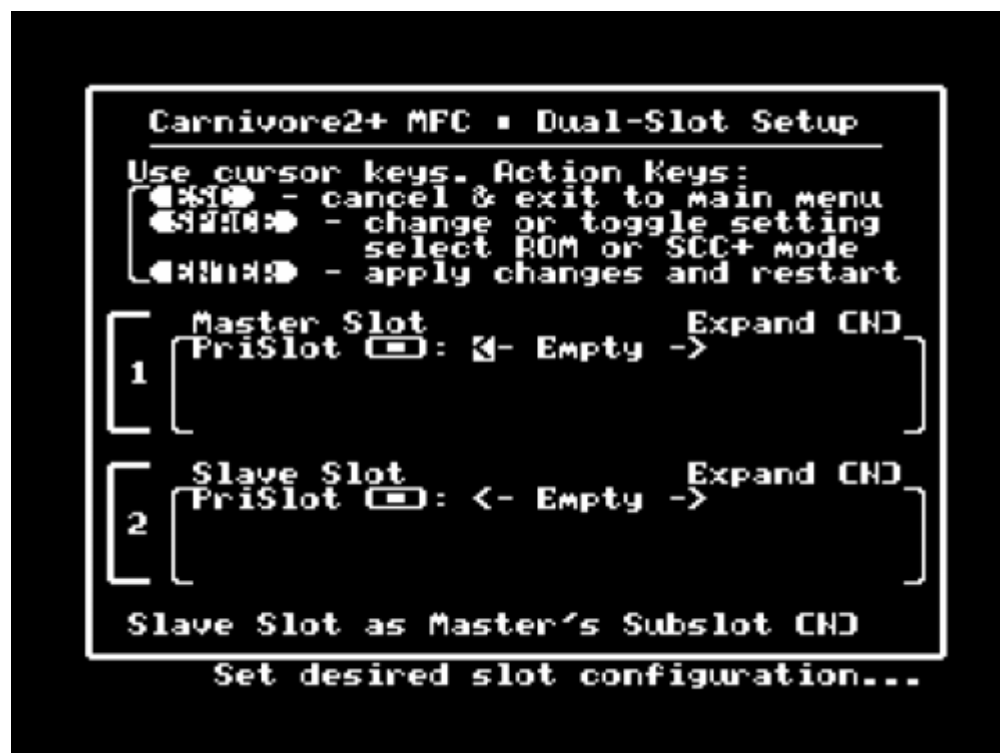 Carnivore2+ MFC ▪ Dual-Slot Setup
Use cursor keys. Action Keys:
ESC - cancel & exit to main menu
SPACE - change or toggle setting
select ROM or SCC+ mode
ENTER - apply changes and restart
Master Slot Expand [N]
PriSlot : <- Empty ->
1
Slave Slot Expand [N]
PriSlot : <- Empty ->
2
Slave Slot as Master's Subslot [N]
Set desired slot configuration...